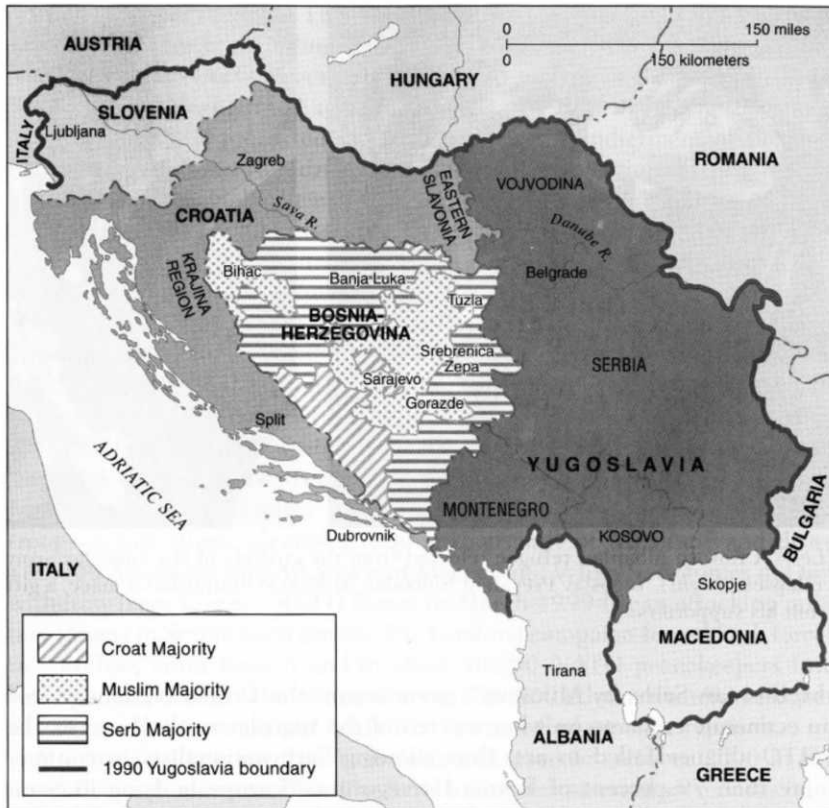 AUSTRIA
HUNGARY
0 150 miles
0 150 kilometers
ITALY
SLOVENIA
Ljubljana
Zagreb
ROMANIA
CROATIA
Sava R.
EASTERN
SLAVONIA
VOJVODINA
Danube R.
Belgrade
KRAJINA
REGION
Bihac
Banja Luka
Tuzla
BOSNIA-
HERZEGOVINA
Srebrenica
Zepa
SERBIA
Sarajevo
Gorazde
Split
YUGOSLAVIA
ADRIATIC SEA
MONTENEGRO
KOSOVO
BULGARIA
Dubrovnik
ITALY
Skopje
MACEDONIA
Tirana
ALBANIA
GREECE
Croat Majority
Muslim Majority
Serb Majority
1990 Yugoslavia boundary